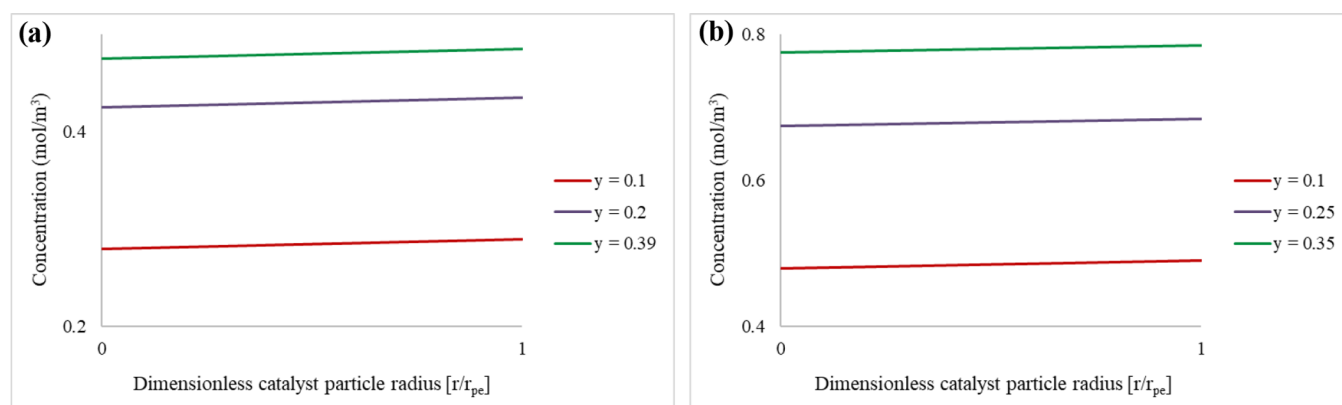 (a)
Concentration (mol/m³)
0.4
0.2
0
1
Dimensionless catalyst particle radius [r/rₚₑ]
y = 0.1
y = 0.2
y = 0.39
(b)
Concentration (mol/m³)
0.8
0.6
0.4
0
1
Dimensionless catalyst particle radius [r/rₚₑ]
y = 0.1
y = 0.25
y = 0.35